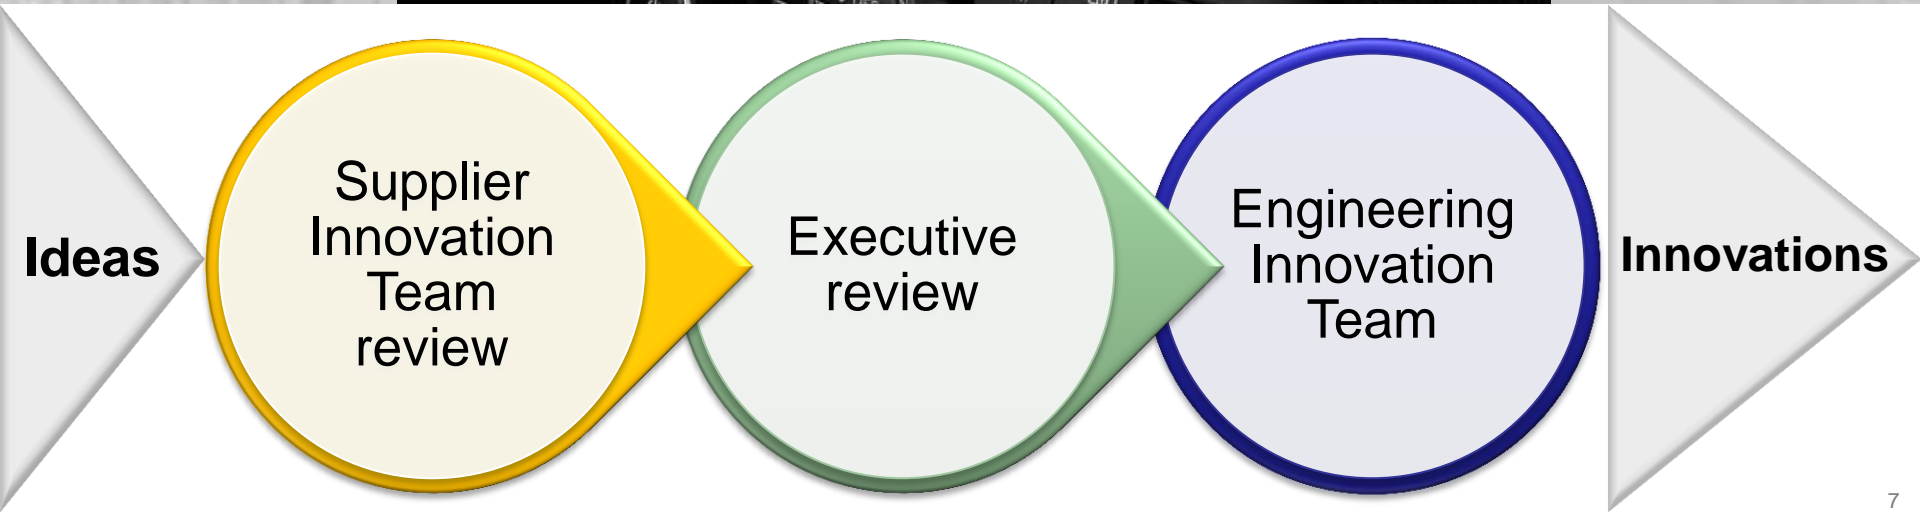 Ideas
Supplier
Innovation
Team
review
Executive
review
Engineering
Innovation
Team
Innovations
7